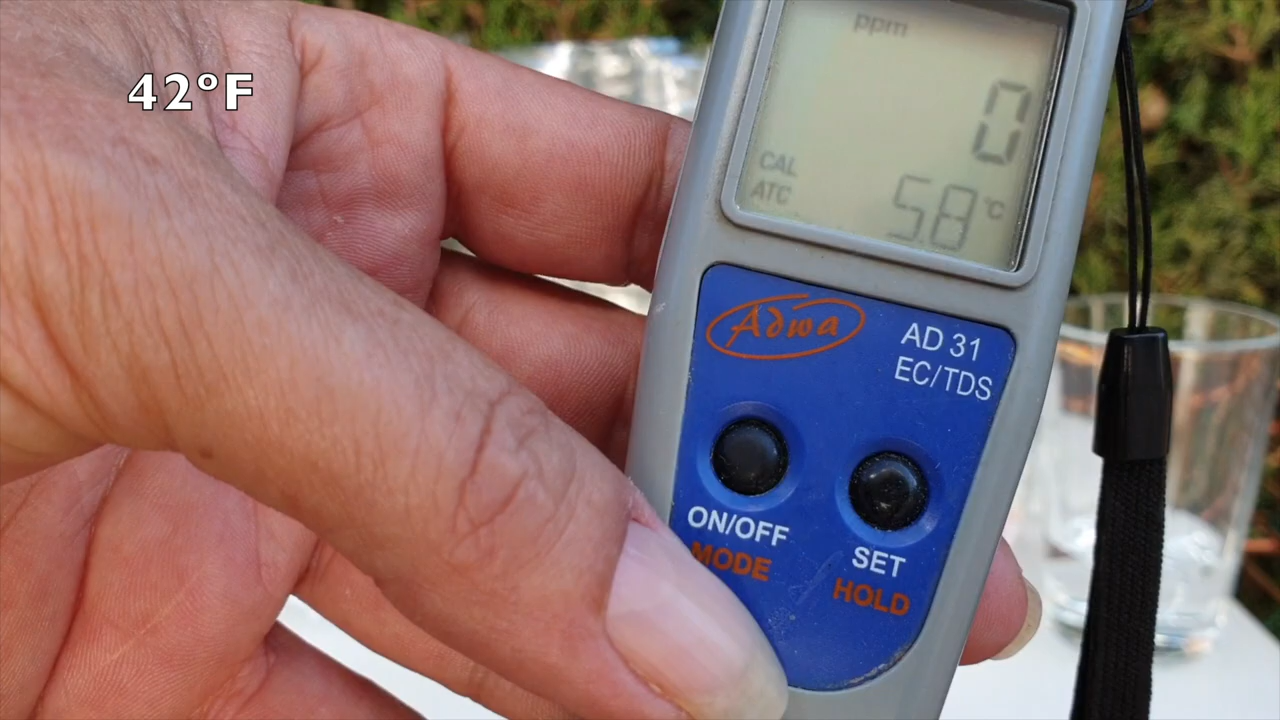 42°F
ppm
0
CAL
ATC
58 °C
Adwa
AD 31
EC/TDS
ON/OFF
MODE
SET
HOLD